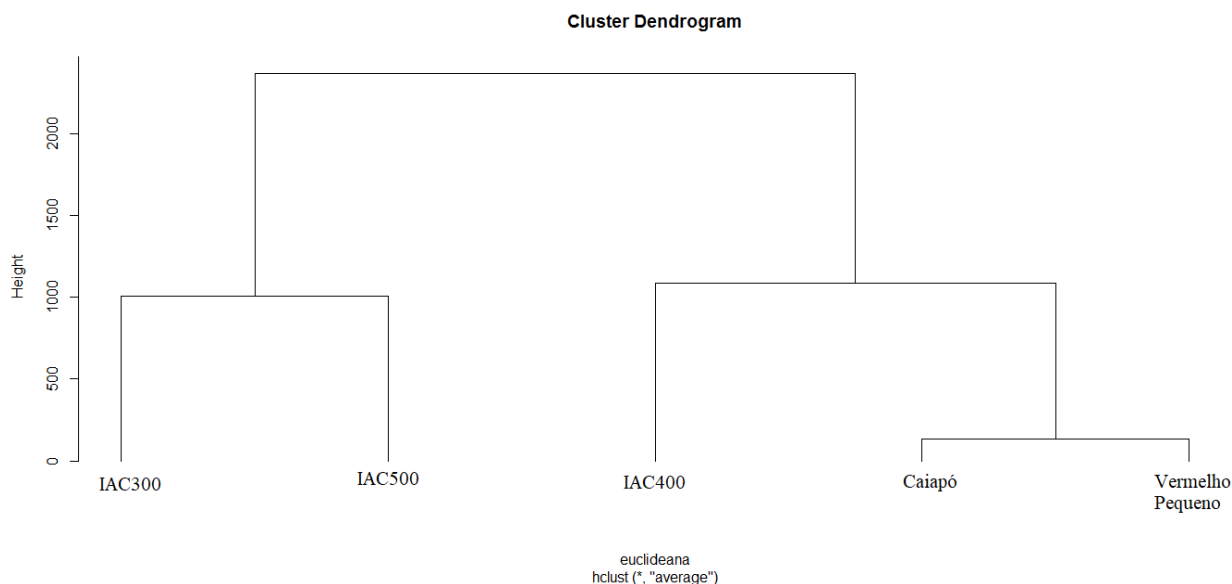 Cluster Dendrogram
2000
1500
1000
500
0
Height
IAC300
IAC500
IAC400
Caiapó
Vermelho
Pequeno
euclideana
hclust (*, "average")